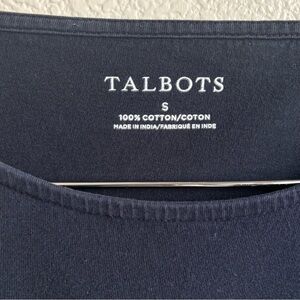 TALBOTS
S
100% COTTON/COTON
MADE IN INDIA/FABRIQUÉ EN INDE